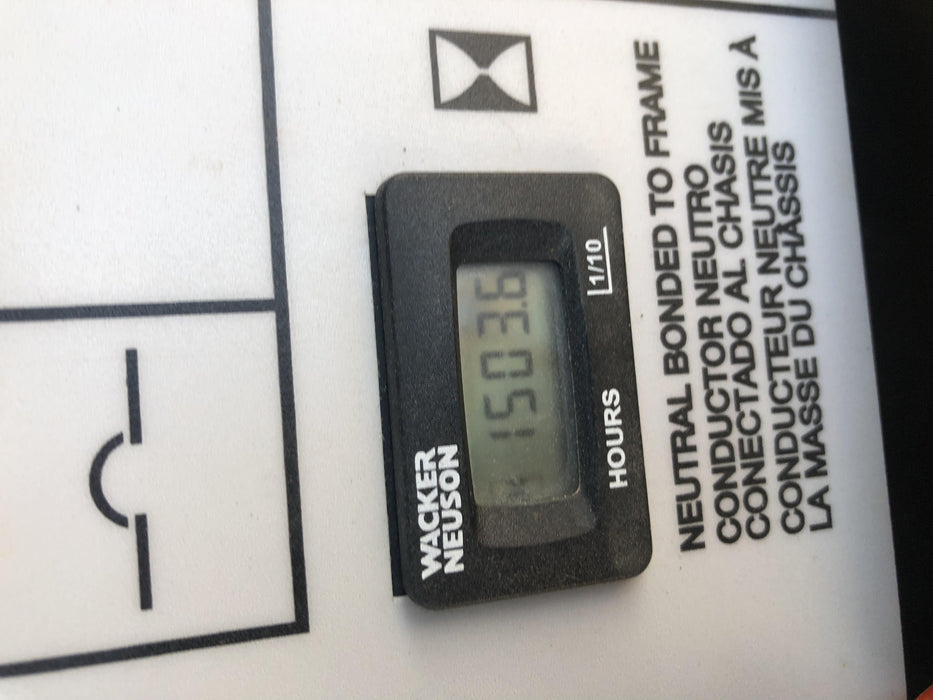 WACKER
NEUSON
1503.6
HOURS
1/10
NEUTRAL BONDED TO FRAME
CONDUCTOR NEUTRO
CONECTADO AL CHASIS
CONDUCTEUR NEUTRE MIS À
LA MASSE DU CHÂSSIS